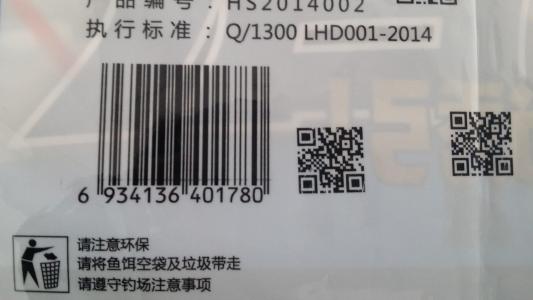 产品编号：HS2014002
执行标准：Q/1300 LHD001-2014
6 934136 401780
请注意环保
请将鱼饵空袋及垃圾带走
请遵守钓场注意事项